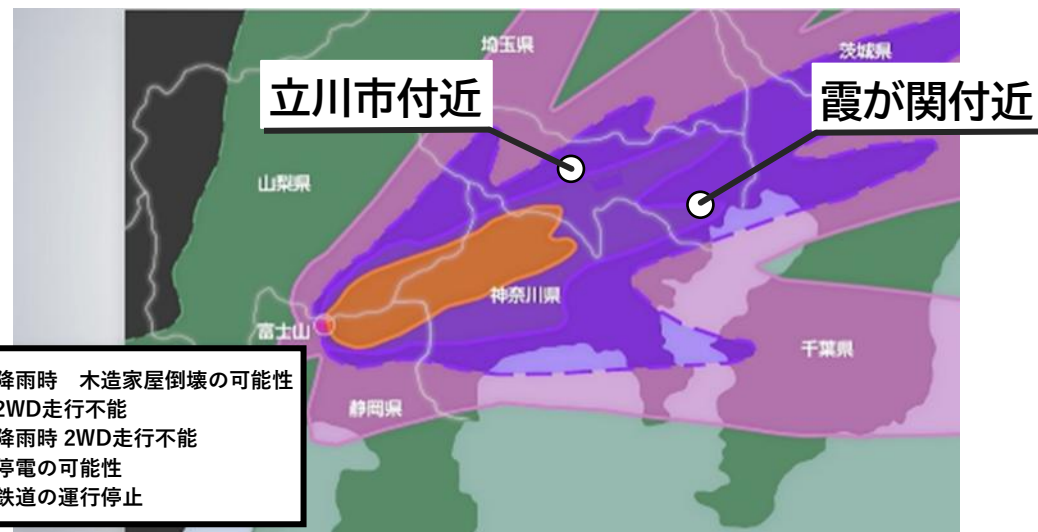 埼玉県
茨城県
立川市付近
霞が関付近
山梨県
神奈川県
富士山
千葉県
静岡県
降雨時 木造家屋倒壊の可能性
2WD走行不能
降雨時 2WD走行不能
停電の可能性
鉄道の運行停止